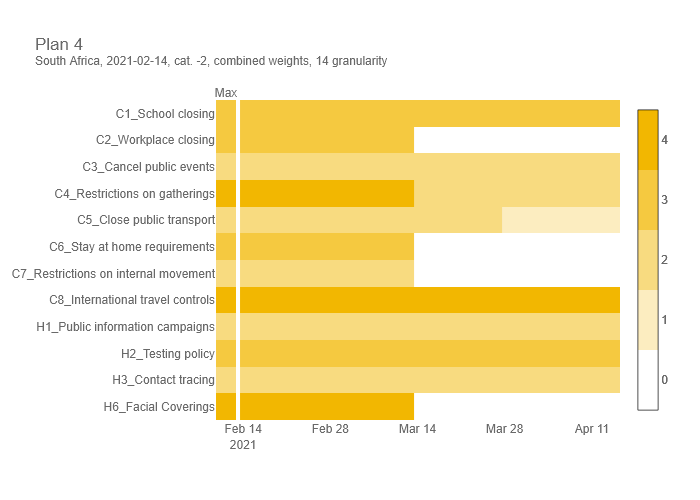 Plan 4
South Africa, 2021-02-14, cat. -2, combined weights, 14 granularity
Max
C1_School closing
C2_Workplace closing
C3_Cancel public events
C4_Restrictions on gatherings
C5_Close public transport
C6_Stay at home requirements
C7_Restrictions on internal movement
C8_International travel controls
H1_Public information campaigns
H2_Testing policy
H3_Contact tracing
H6_Facial Coverings
Feb 14 Feb 28 Mar 14 Mar 28 Apr 11
2021
4
3
2
1
0